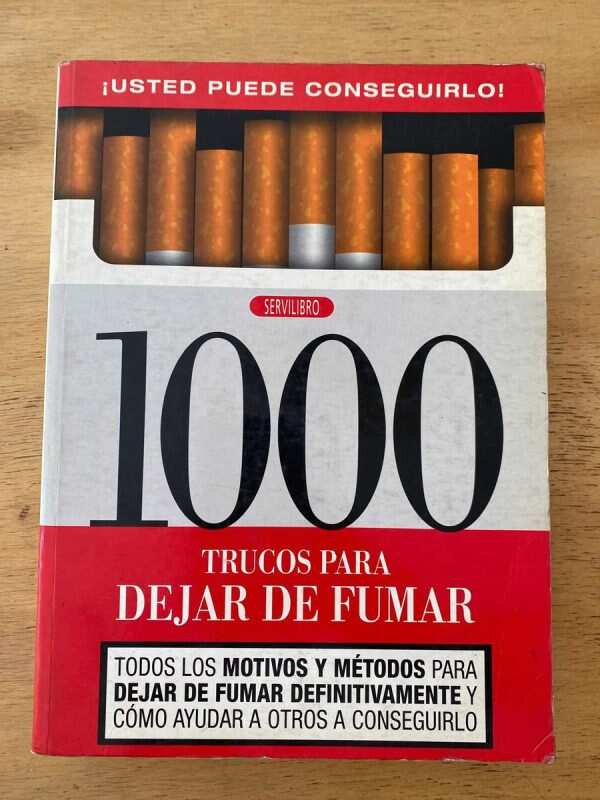 ¡USTED PUEDE CONSEGUIRLO!
SERVILIBRO
1000
TRUCOS PARA
DEJAR DE FUMAR
TODOS LOS MOTIVOS Y MÉTODOS PARA
DEJAR DE FUMAR DEFINITIVAMENTE Y
CÓMO AYUDAR A OTROS A CONSEGUIRLO